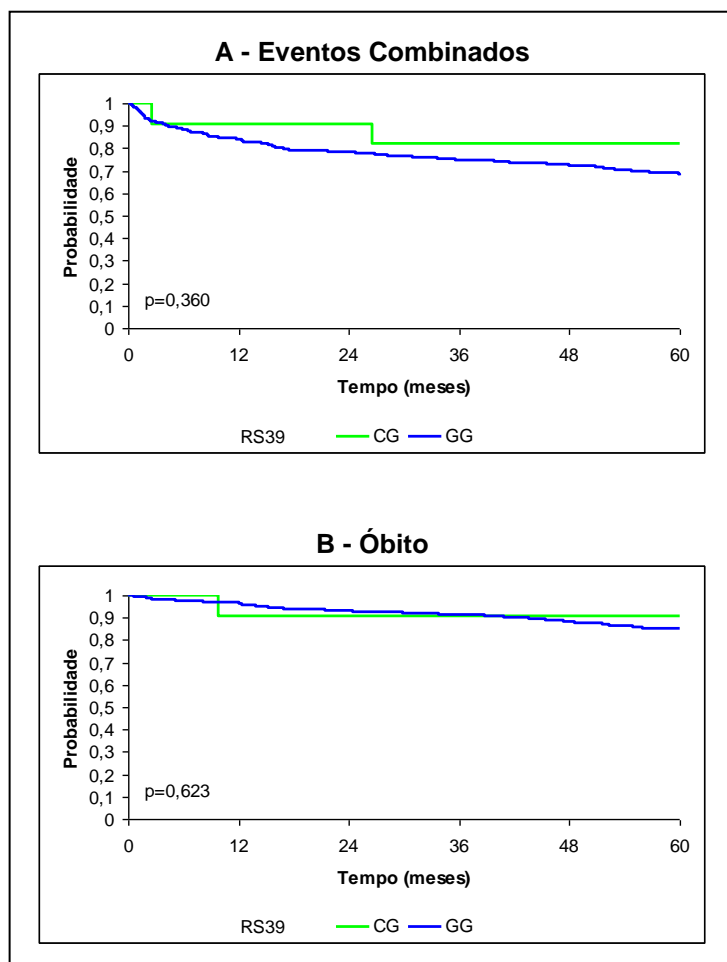 A - Eventos Combinados
1
0,9
0,8
0,7
0,6
0,5
0,4
0,3
0,2
0,1
0
Probabilidade
p=0,360
0 12 24 36 48 60
Tempo (meses)
RS39 CG GG
B - Óbito
1
0,9
0,8
0,7
0,6
0,5
0,4
0,3
0,2
0,1
0
Probabilidade
p=0,623
0 12 24 36 48 60
Tempo (meses)
RS39 CG GG